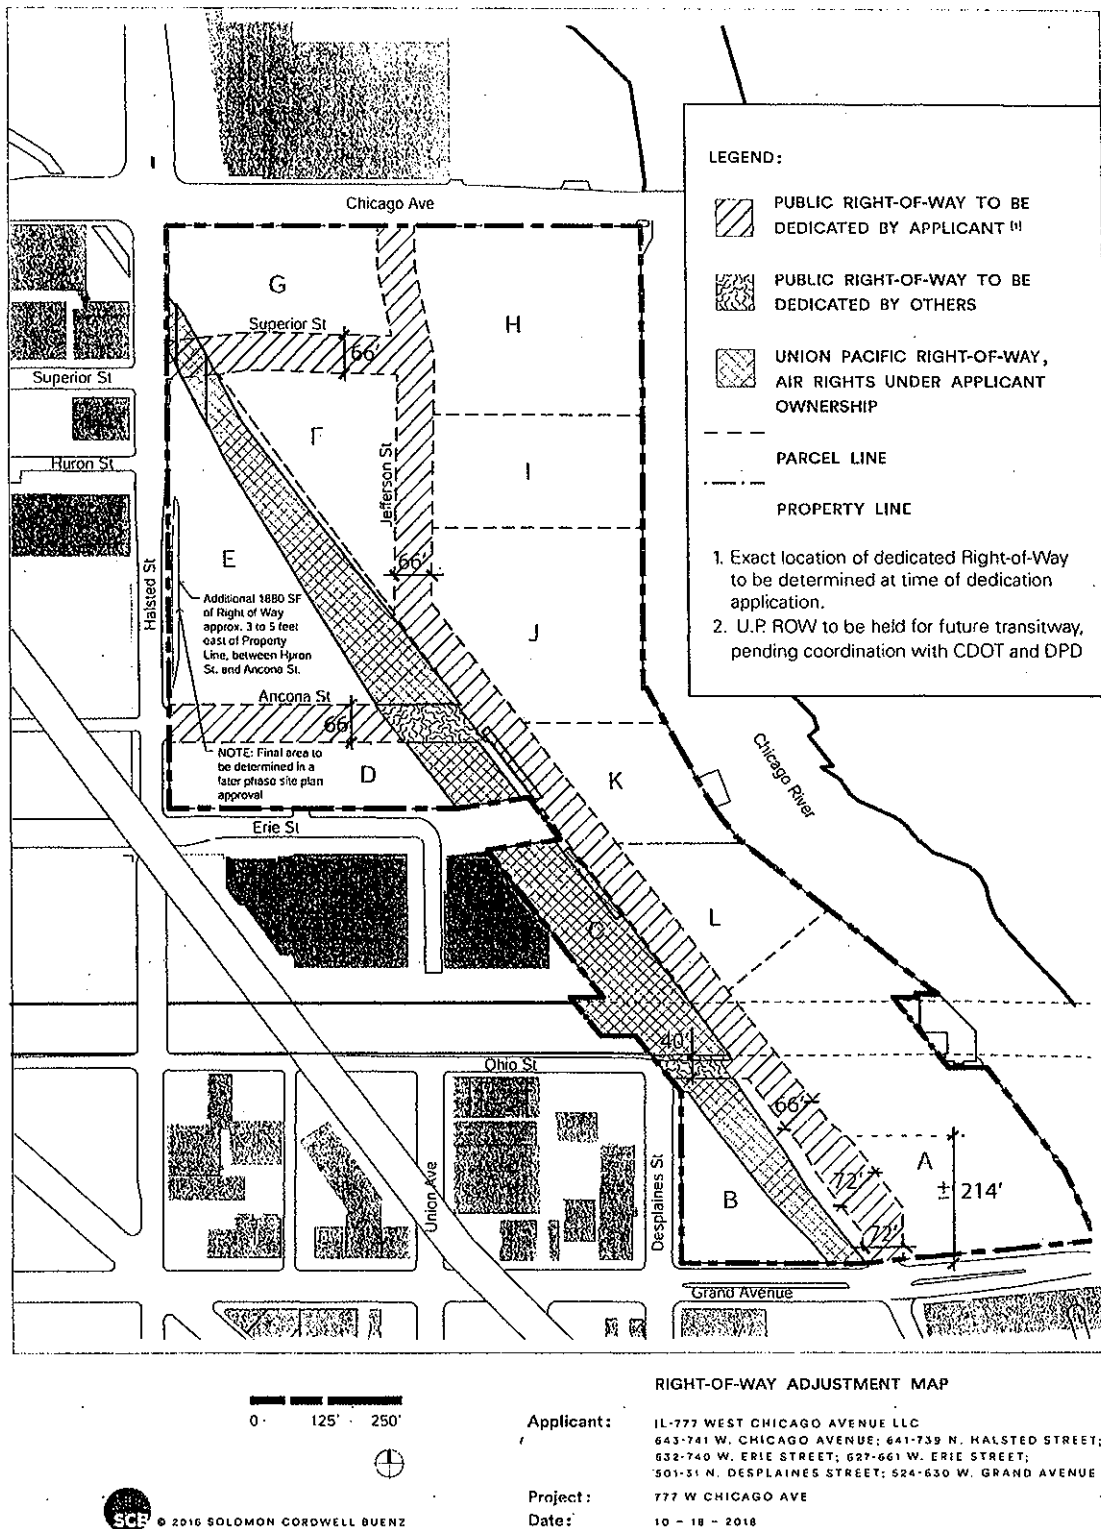 Chicago Ave
LEGEND:
PUBLIC RIGHT-OF-WAY TO BE
DEDICATED BY APPLICANT [1]
PUBLIC RIGHT-OF-WAY TO BE
DEDICATED BY OTHERS
UNION PACIFIC RIGHT-OF-WAY,
AIR RIGHTS UNDER APPLICANT
OWNERSHIP
PARCEL LINE
PROPERTY LINE
1. Exact location of dedicated Right-of-Way
to be determined at time of dedication
application.
2. U.P. ROW to be held for future transitway,
pending coordination with CDOT and DPD
G
H
Superior St
66'
Superior St
F
Jefferson St
I
Huron St
E
66'
Halsted St
Additional 1880 SF
of Right of Way
approx. 3 to 5 feet
east of Property
Line, between Huron
St. and Ancona St.
J
Ancona St
66'
NOTE: Final area to
be determined in a
later phase site plan
approval
D
K
Chicago River
Erie St
C
L
40'
Ohio St
66'
Union Ave
Desplaines St
B
A
72'
± 214'
72'
Grand Avenue
0 125' 250'
RIGHT-OF-WAY ADJUSTMENT MAP
Applicant: IL-777 WEST CHICAGO AVENUE LLC
643-741 W. CHICAGO AVENUE; 641-739 N. HALSTED STREET;
632-740 W. ERIE STREET; 627-661 W. ERIE STREET;
501-31 N. DESPLAINES STREET; 524-630 W. GRAND AVENUE
Project: 777 W CHICAGO AVE
Date: 10 - 18 - 2018
SCB © 2016 SOLOMON CORDWELL BUENZ